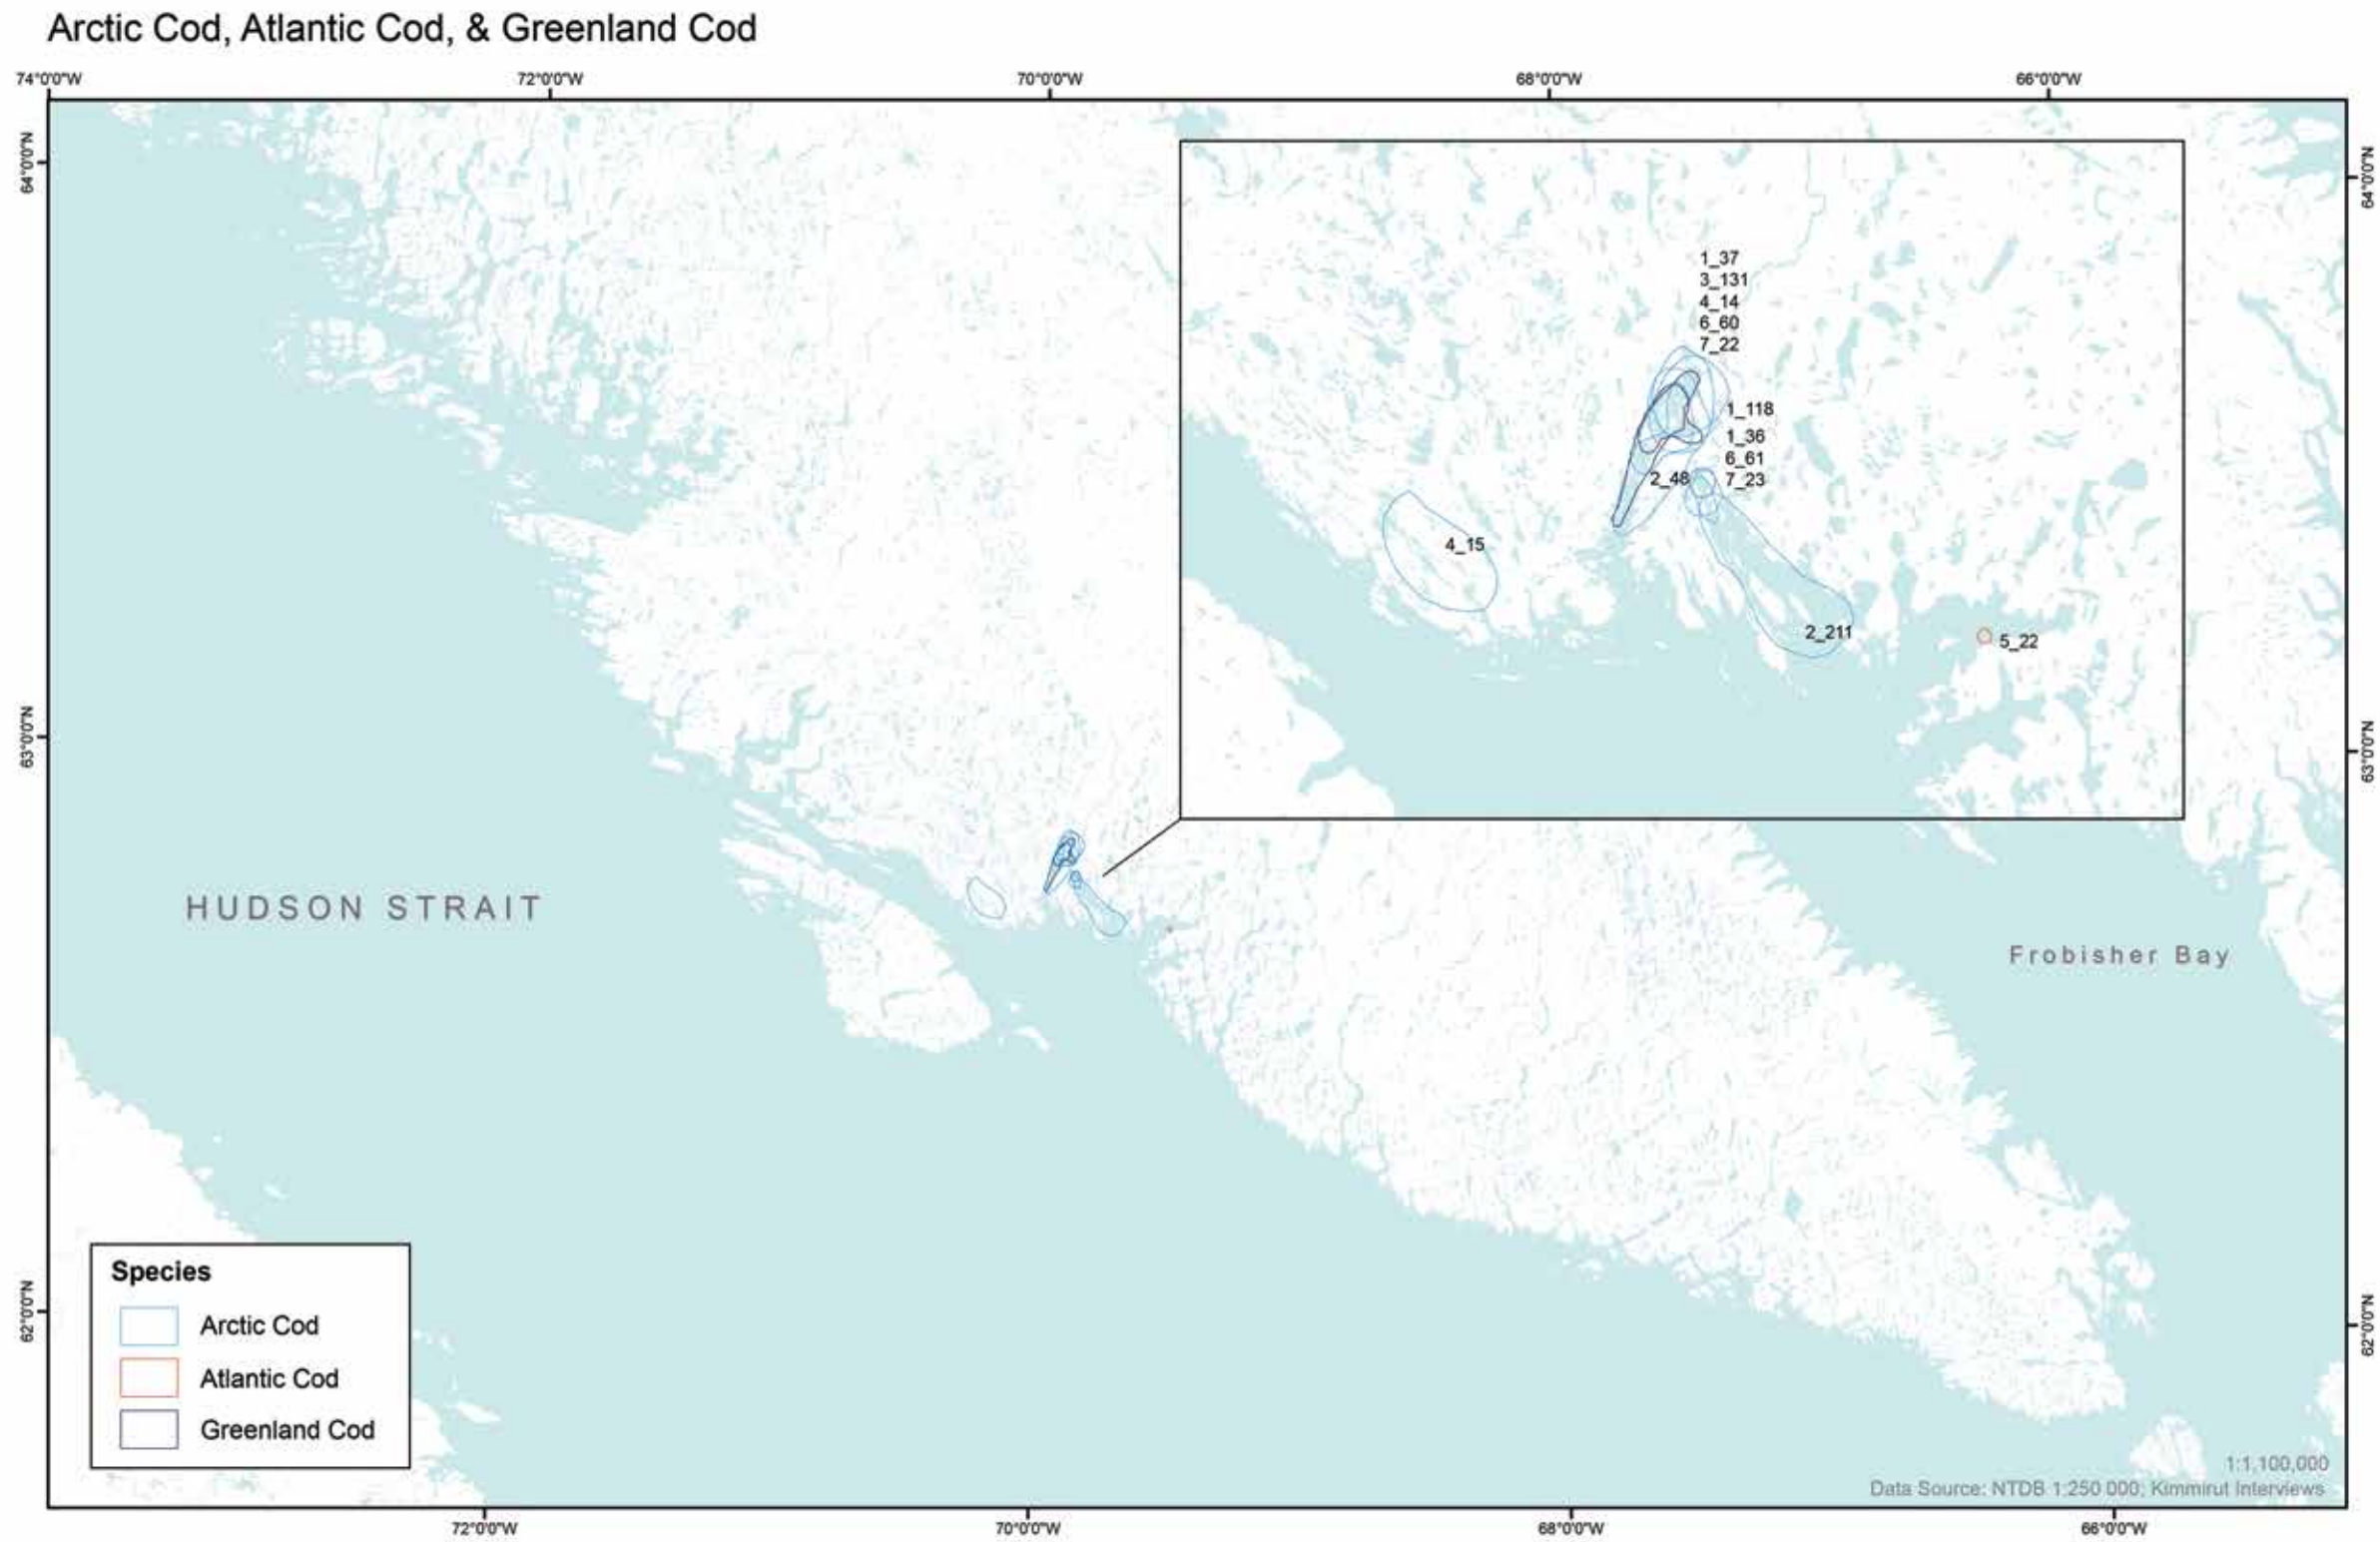 Arctic Cod, Atlantic Cod, & Greenland Cod
74°0'0"W 72°0'0"W 70°0'0"W 68°0'0"W 66°0'0"W
64°0'0"N
64°0'0"N
1_37
3_131
4_14
6_60
7_22
1_118
1_36
6_61
2_48 7_23
4_15
2_211
5_22
63°0'0"N
63°0'0"N
HUDSON STRAIT
Frobisher Bay
Species
Arctic Cod
Atlantic Cod
Greenland Cod
62°0'0"N
62°0'0"N
1:1,100,000
Data Source: NTDB 1:250 000; Kimmirut Interviews
72°0'0"W 70°0'0"W 68°0'0"W 66°0'0"W